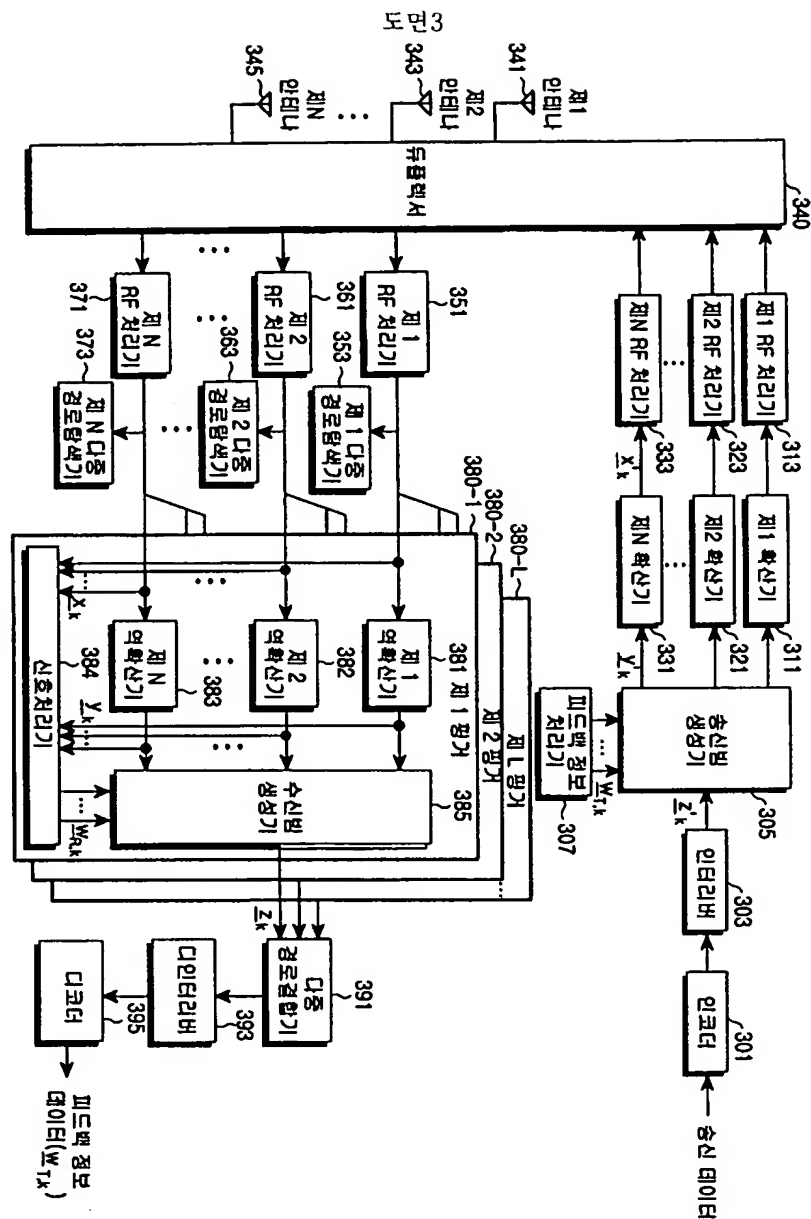 도면3
제1
안테나
341
제2
안테나
343
...
제N
안테나
345
듀플렉서
340
제1 RF 처리기
313
제2 RF 처리기
323
...
제N RF 처리기
333
x'k
제1 확산기
311
제2 확산기
321
...
제N 확산기
331
y'k
송신빔
생성기
305
z'k
인터리버
303
인코더
301
송신 데이터
피드백 정보
처리기
307
...
wT,k
제1
RF 처리기
351
제2
RF 처리기
361
...
제N
RF 처리기
371
제1 다중
경로탐색기
353
제2 다중
경로탐색기
363
...
제N 다중
경로탐색기
373
380-1
380-2
380-L
제1 핑거
제2 핑거
제L 핑거
제1
역확산기
381
제2
역확산기
382
...
제N
역확산기
383
xk
yk
신호처리기
384
수신빔
생성기
385
...
wR,k
zk
다중
경로결합기
391
디인터리버
393
디코더
395
피드백 정보
데이터(wT,k)